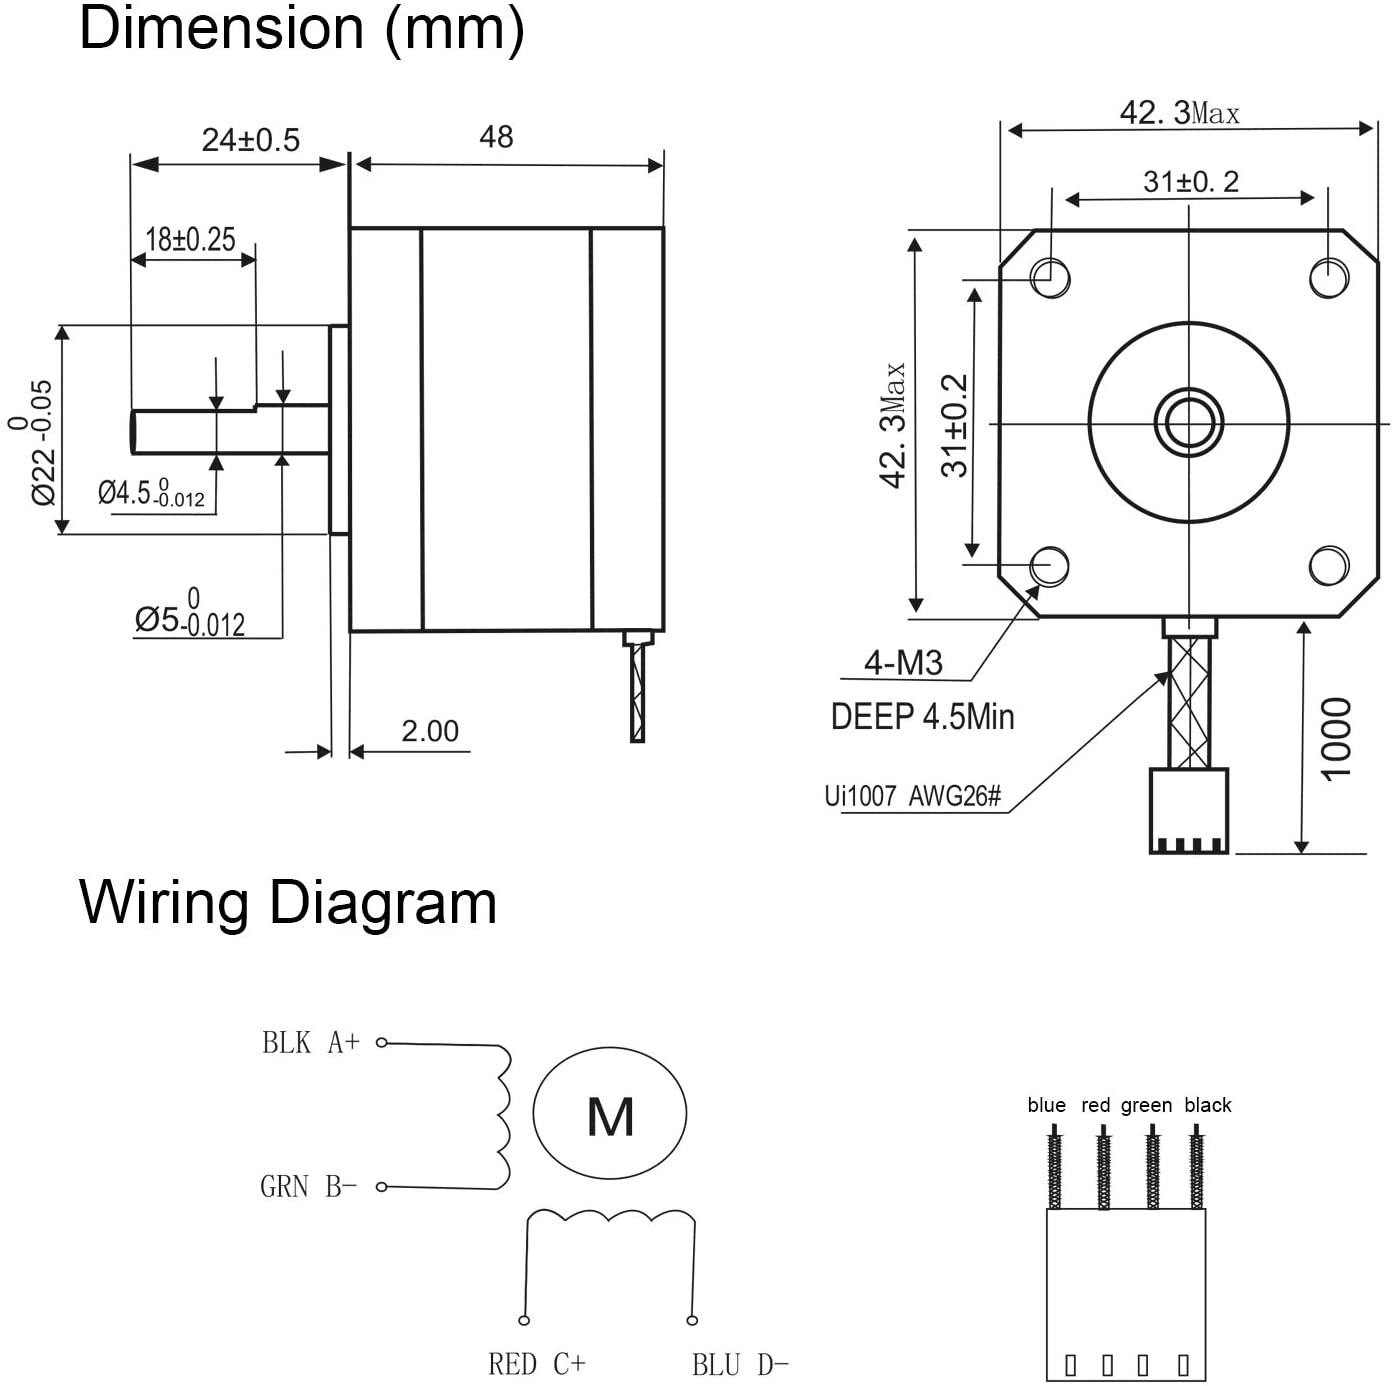 Dimension (mm)
24±0.5
48
18±0.25
Ø22 0 -0.05
Ø4.5 0 -0.012
Ø5 0 -0.012
2.00
42.3Max
31±0.2
42.3Max
31±0.2
4-M3
DEEP 4.5Min
Ui1007 AWG26#
1000
Wiring Diagram
BLK A+
M
GRN B-
RED C+
BLU D-
blue red green black